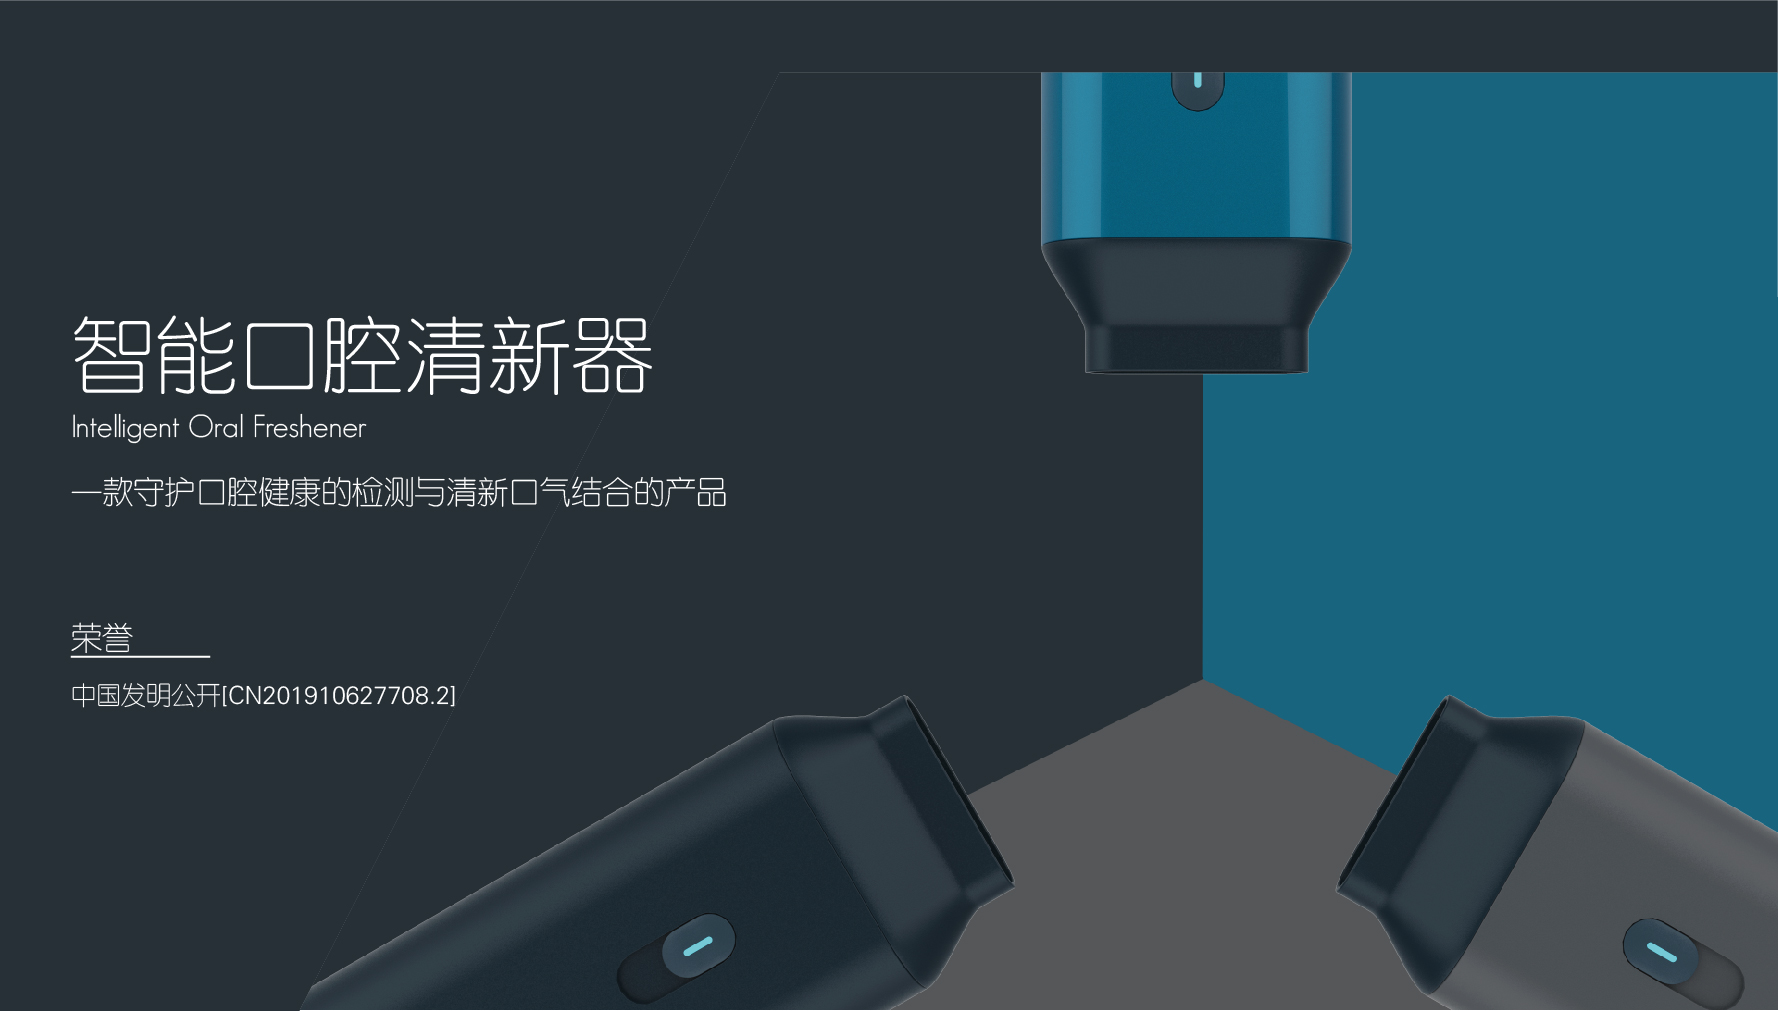 智能口腔清新器
Intelligent Oral Freshener
一款守护口腔健康的检测与清新口气结合的产品
荣誉
中国发明公开[CN201910627708.2]